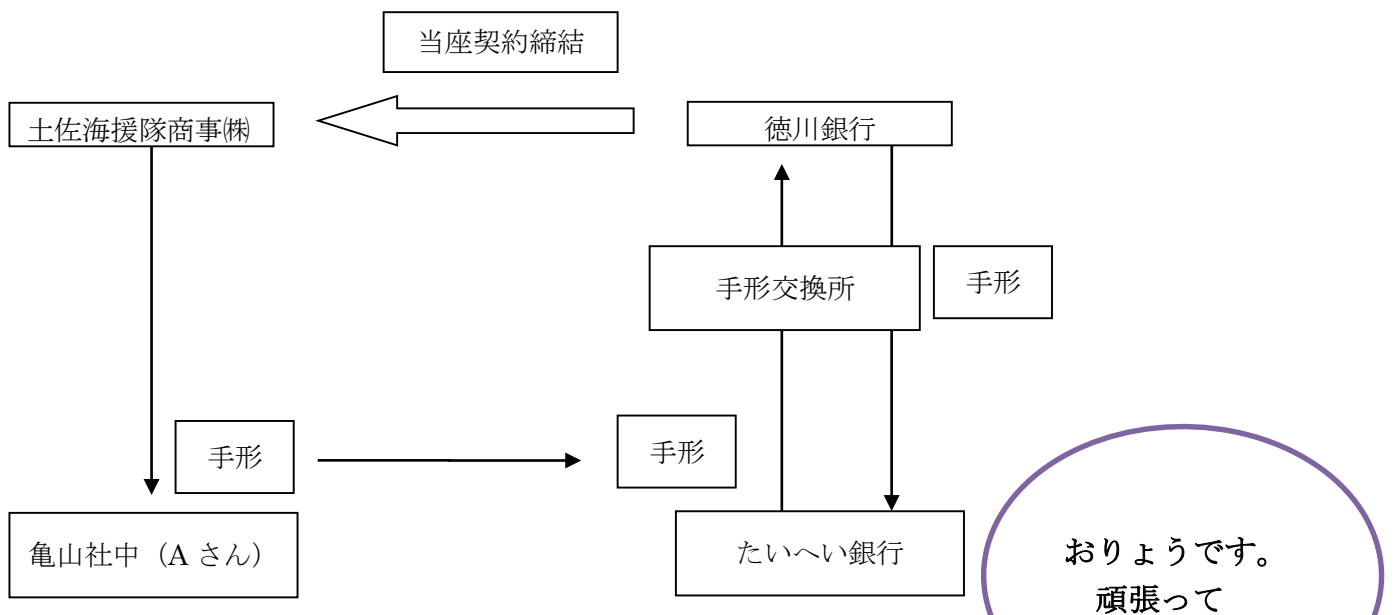 当座契約締結
土佐海援隊商事㈱
徳川銀行
手形交換所
手形
手形
手形
亀山社中（A さん）
たいへい銀行
おりょうです。
頑張って